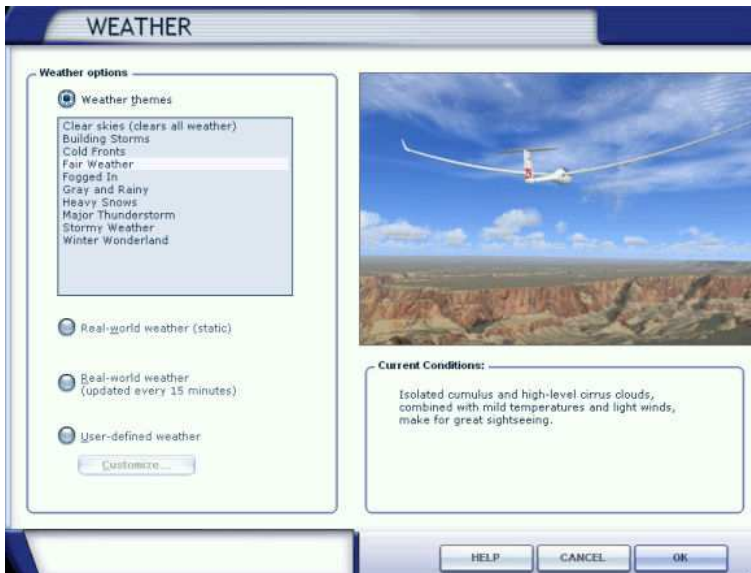 WEATHER
Weather options
Weather themes
Clear skies (clears all weather)
Building Storms
Cold Fronts
Fair Weather
Fogged In
Gray and Rainy
Heavy Snows
Major Thunderstorm
Stormy Weather
Winter Wonderland
Real-world weather (static)
Real-world weather
(updated every 15 minutes)
User-defined weather
Customize...
Current Conditions:
Isolated cumulus and high-level cirrus clouds,
combined with mild temperatures and light winds,
make for great sightseeing.
HELP
CANCEL
OK